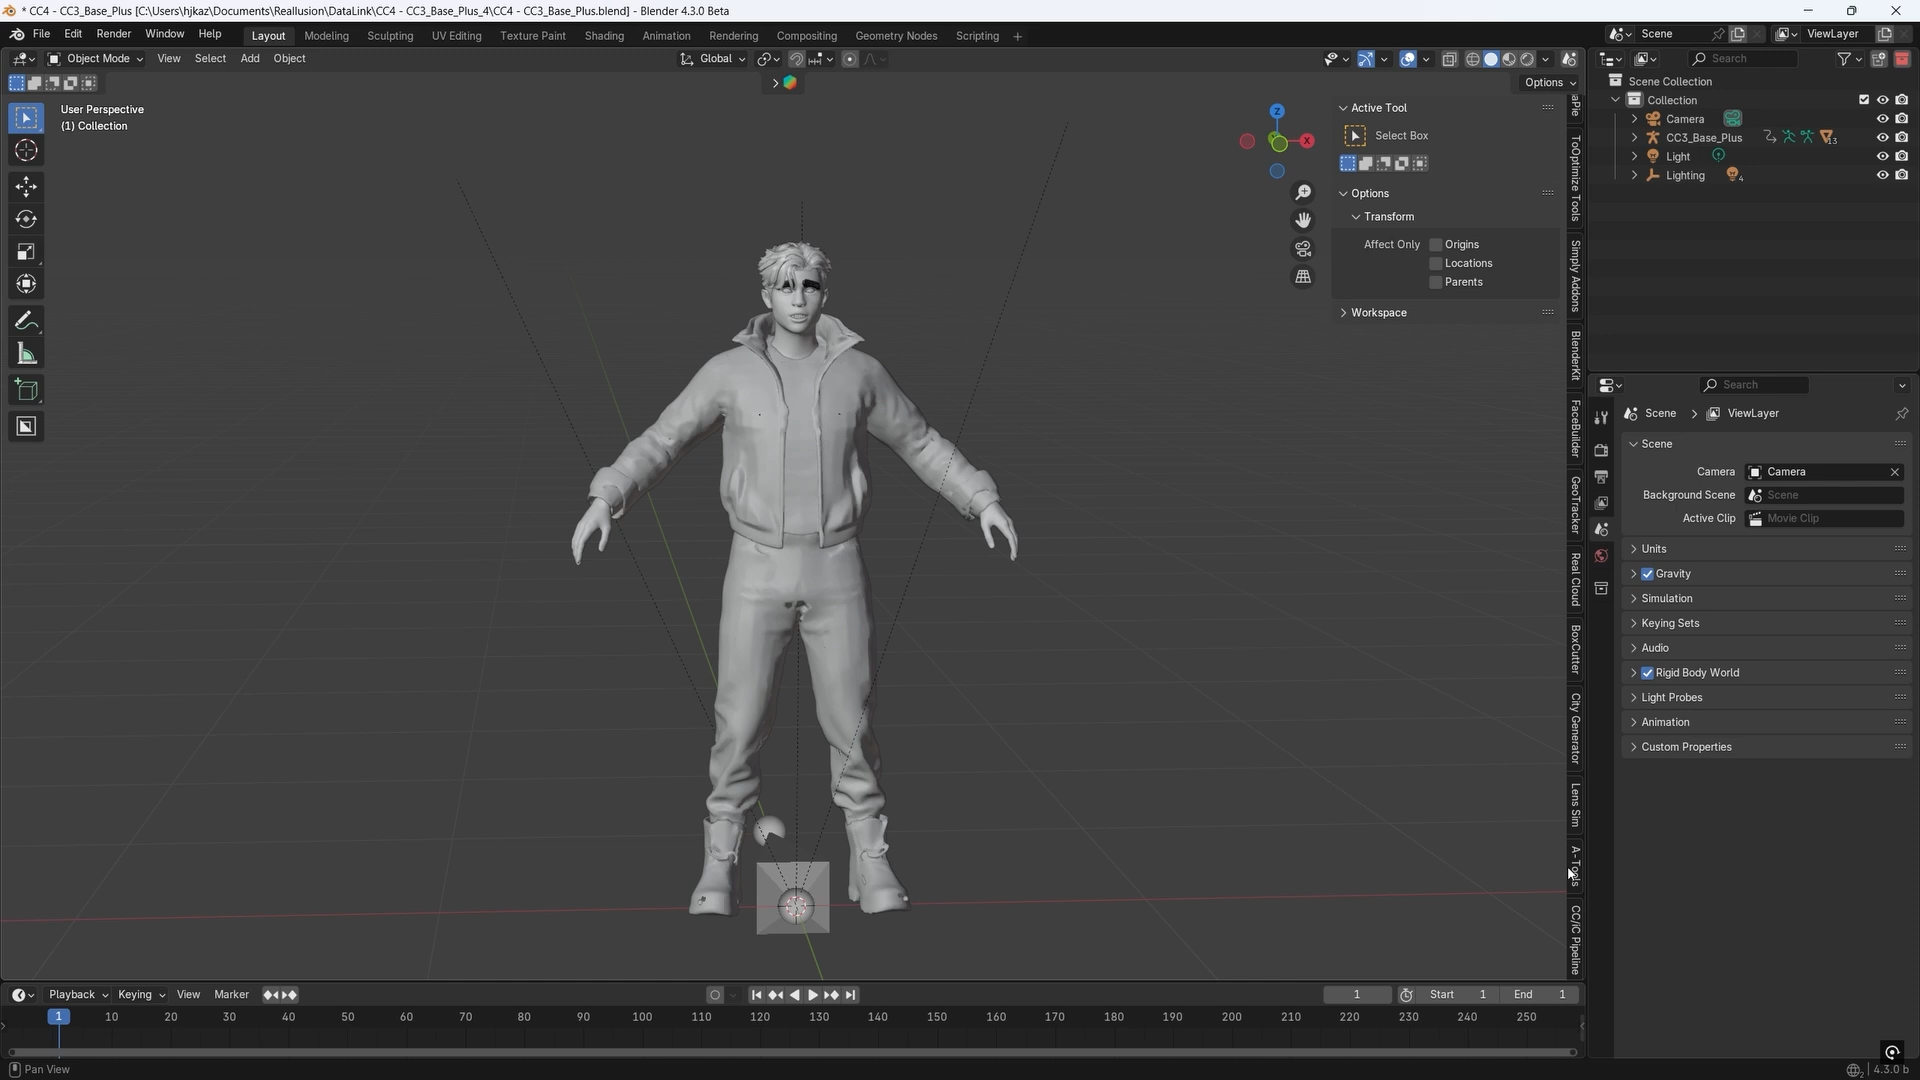 * CC4 - CC3_Base_Plus [C:\Users\hjkaz\Documents\Reallusion\DataLink\CC4 - CC3_Base_Plus_4\CC4 - CC3_Base_Plus.blend] - Blender 4.3.0 Beta
File Edit Render Window Help Layout Modeling Sculpting UV Editing Texture Paint Shading Animation Rendering Compositing Geometry Nodes Scripting + Scene ViewLayer
Object Mode View Select Add Object Global Search
Options
User Perspective
(1) Collection
Active Tool
Select Box
Options
Transform
Affect Only Origins
Locations
Parents
Workspace
aPie
ToOptimize Tools
Simply Addons
BlenderKit
FaceBuilder
GeoTracker
Real Cloud
BoxCutter
City Generator
Lens Sim
A-Tools
CC/iC Pipeline
Z
X
Scene Collection
Collection
Camera
CC3_Base_Plus 13
Light
Lighting 4
Search
Scene > ViewLayer
Scene
Camera Camera
Background Scene Scene
Active Clip Movie Clip
Units
Gravity
Simulation
Keying Sets
Audio
Rigid Body World
Light Probes
Animation
Custom Properties
Playback Keying View Marker 1 Start 1 End 1
1 10 20 30 40 50 60 70 80 90 100 110 120 130 140 150 160 170 180 190 200 210 220 230 240 250
Pan View 4.3.0 b